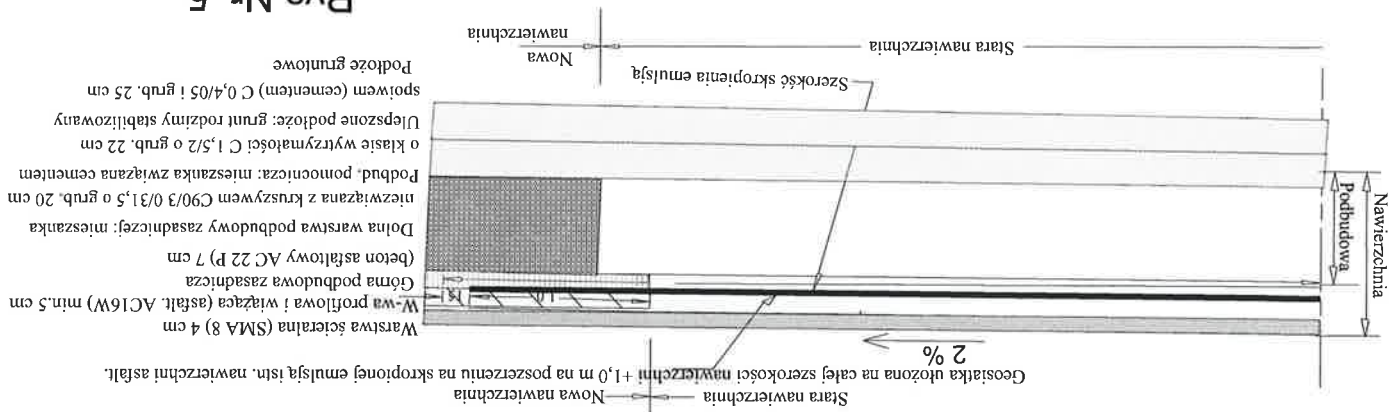 Stara nawierzchnia
Nowa nawierzchnia
Geosiatka ułożona na całej szerokości nawierzchni +1,0 m na poszerzeniu na skropionej emulsją istn. nawierzchni asfalt.
2 %
Warstwa ścieralna (SMA 8) 4 cm
W-wa profilowa i wiążąca (asfalt. AC16W) min.5 cm
Górna podbudowa zasadnicza
(beton asfaltowy AC 22 P) 7 cm
Dolna warstwa podbudowy zasadniczej: mieszanka
niezwiązana z kruszywem C90/3 0/31,5 o grub. 20 cm
Podbud. pomocnicza: mieszanka związana cementem
o klasie wytrzymałości C 1,5/2 o grub. 22 cm
Ulepszone podłoże: grunt rodzimy stabilizowany
spoiwem (cementem) C 0,4/05 i grub. 25 cm
Podłoże gruntowe
Nawierzchnia
Podbudowa
Szerokść skropienia emulsją
Stara nawierzchnia
Nowa
nawierzchnia
Rys Nr 5